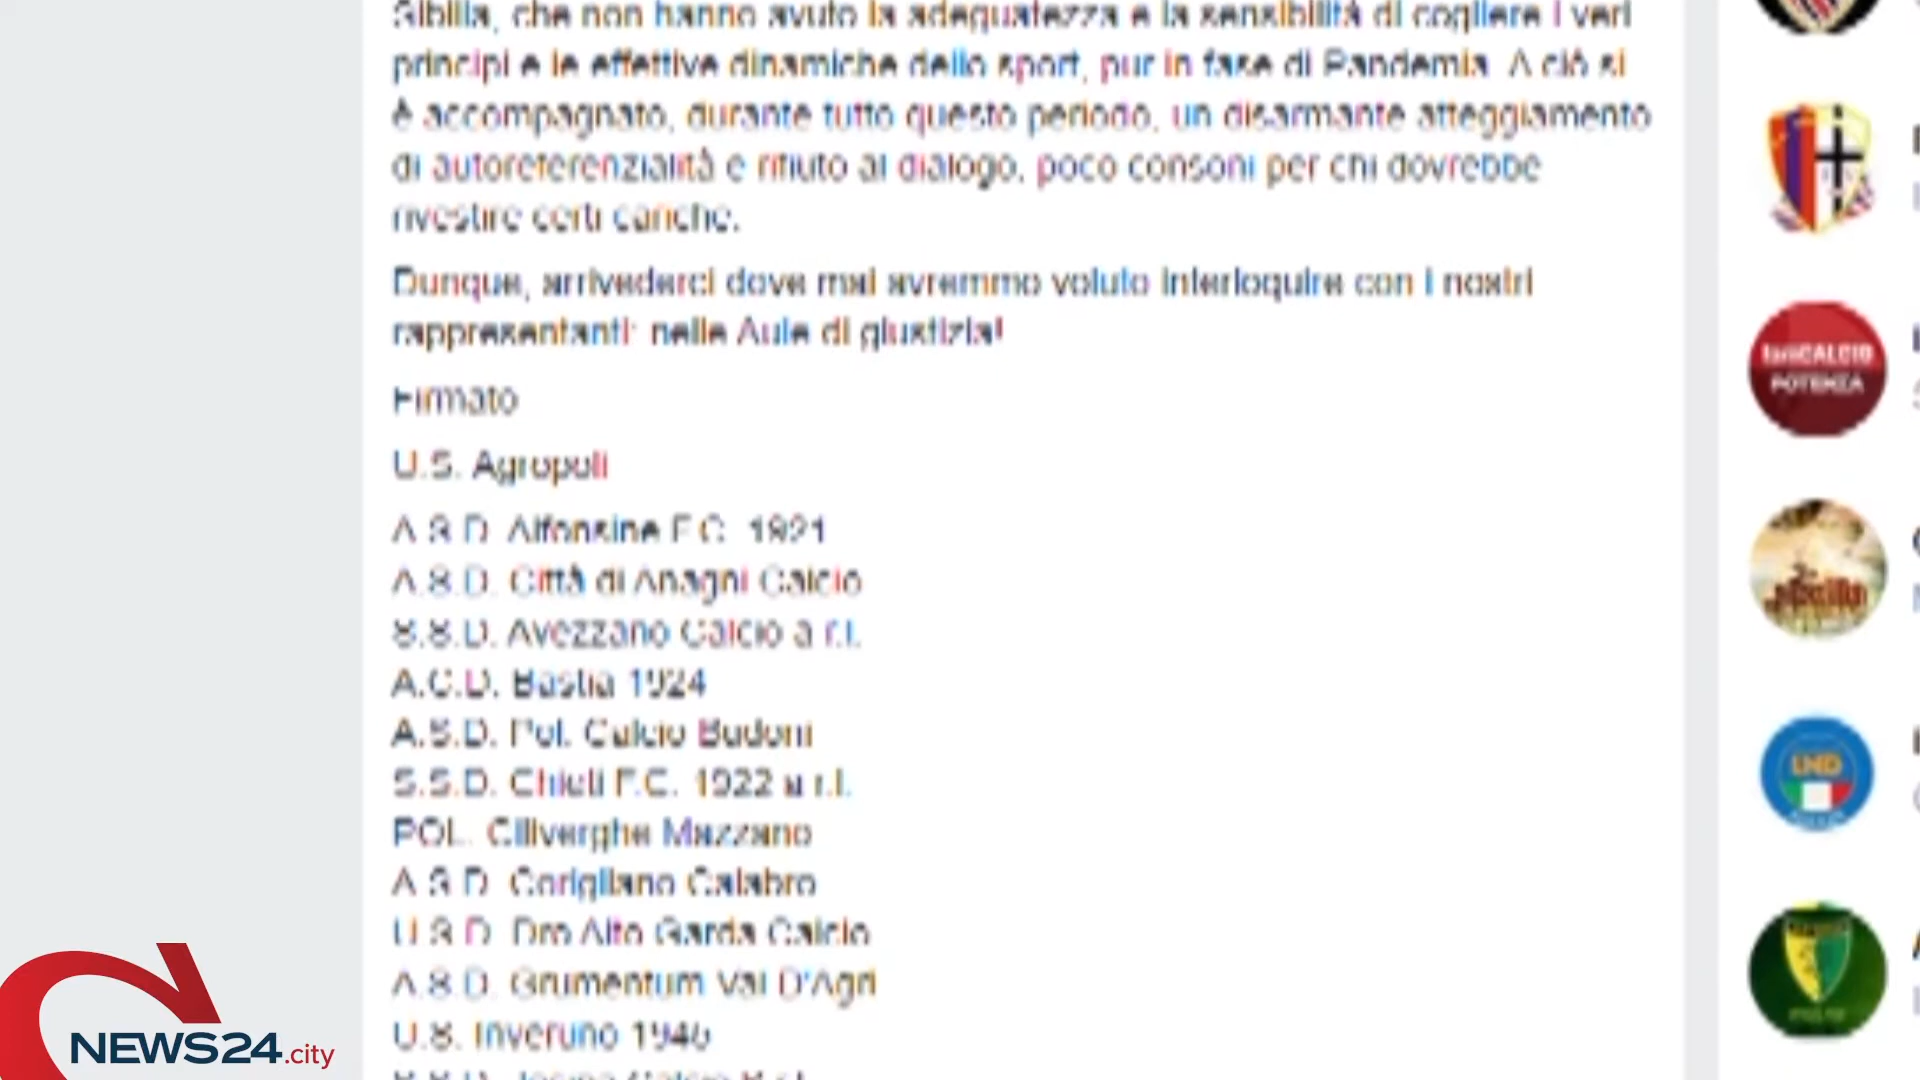 Sibilia, che non hanno avuto la adeguatezza e la sensibilità di cogliere i veri
principi e le effettive dinamiche dello sport, pur in fase di Pandemia. A ciò si
è accompagnato, durante tutto questo periodo, un disarmante atteggiamento
di autoreferenzialità e rifiuto al dialogo, poco consoni per chi dovrebbe
rivestire certi cariche.
Dunque, arrivederci dove mai avremmo voluto interloquire con i nostri
rappresentanti: nelle Aule di giustizia!
Firmato
U.S. Agropoli
A.S.D. Alfonsine F.C. 1921
A.S.D. Città di Anagni Calcio
S.S.D. Avezzano Calcio a r.l.
A.C.D. Bastia 1924
A.S.D. Pol. Calcio Budoni
S.S.D. Chieti F.C. 1922 a r.l.
POL. Ciliverghe Mazzano
A.S.D. Corigliano Calabro
U.S.D. Dro Alto Garda Calcio
A.S.D. Grumentum Val D'Agri
U.S. Inveruno 1946
CALCIO
POTENZA
LND
NEWS24.city